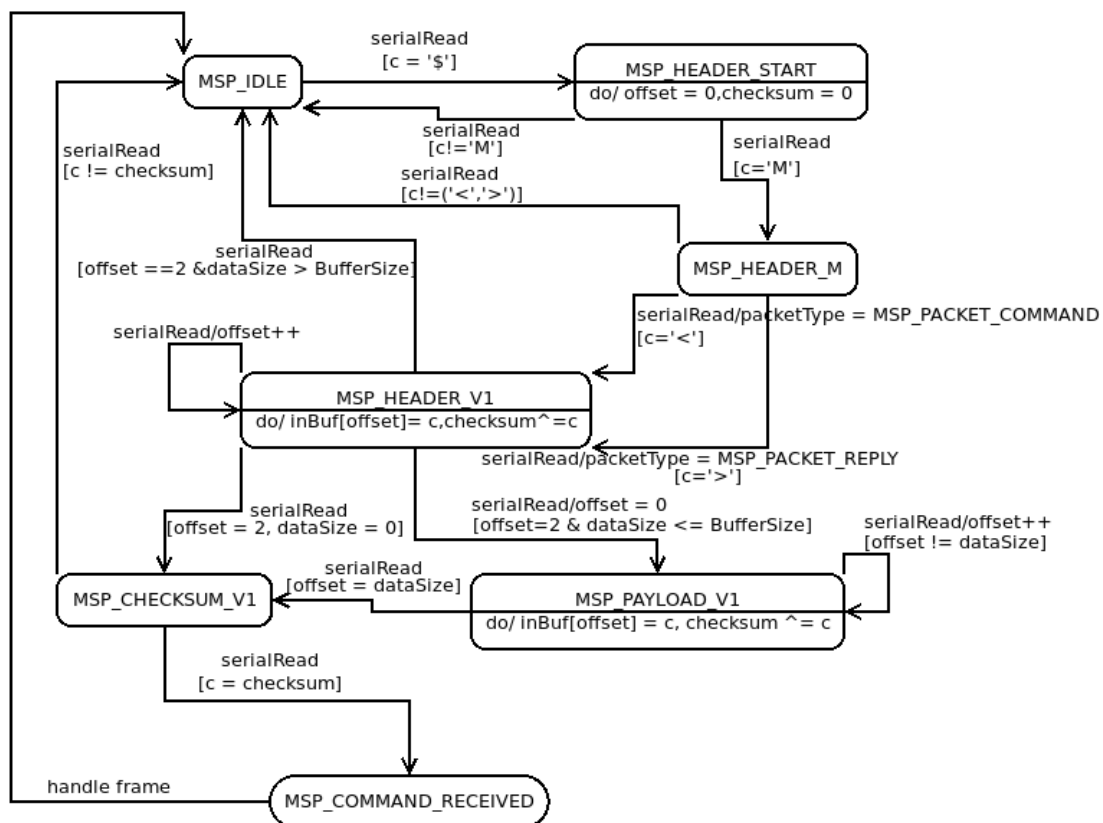 serialRead
[c = '$']
MSP_IDLE
MSP_HEADER_START
do/ offset = 0,checksum = 0
serialRead
[c!='M']
serialRead
[c='M']
serialRead
[c != checksum]
serialRead
[c!=('<','>')]
serialRead
[offset ==2 &dataSize > BufferSize]
MSP_HEADER_M
serialRead/packetType = MSP_PACKET_COMMAND
[c='<']
serialRead/offset++
MSP_HEADER_V1
do/ inBuf[offset]= c,checksum^=c
serialRead/packetType = MSP_PACKET_REPLY
[c='>']
serialRead
[offset = 2, dataSize = 0]
serialRead/offset = 0
[offset=2 & dataSize <= BufferSize]
serialRead/offset++
[offset != dataSize]
serialRead
[offset = dataSize]
MSP_CHECKSUM_V1
MSP_PAYLOAD_V1
do/ inBuf[offset] = c, checksum ^= c
serialRead
[c = checksum]
handle frame
MSP_COMMAND_RECEIVED